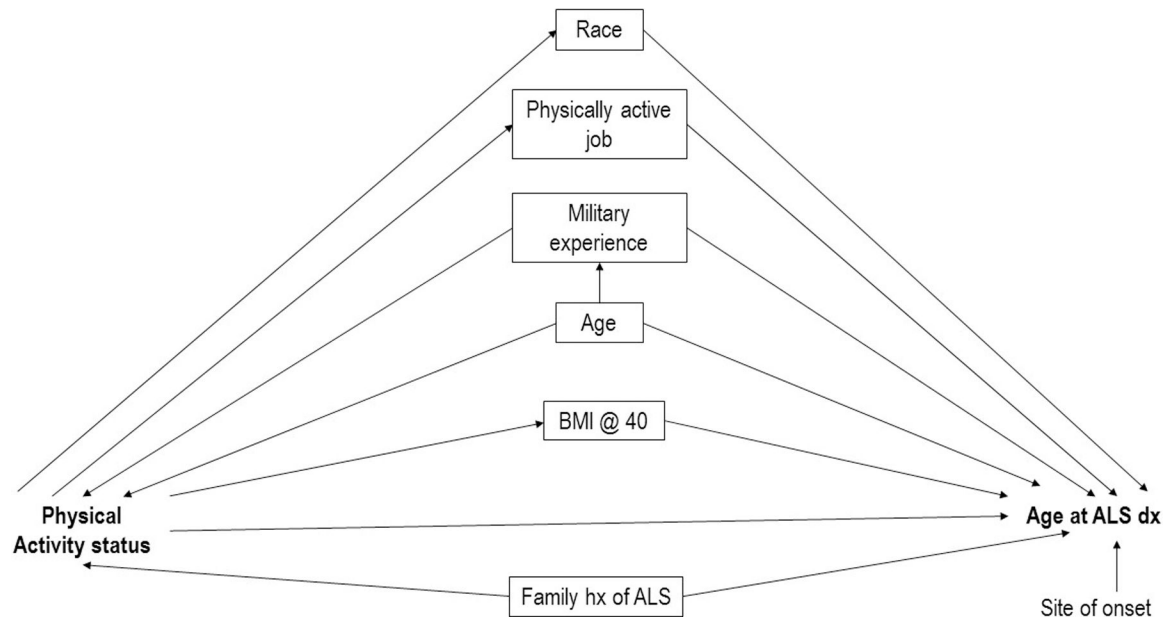 Race
Physically active
job
Military
experience
Age
BMI @ 40
Physical
Activity status
Age at ALS dx
Family hx of ALS
Site of onset